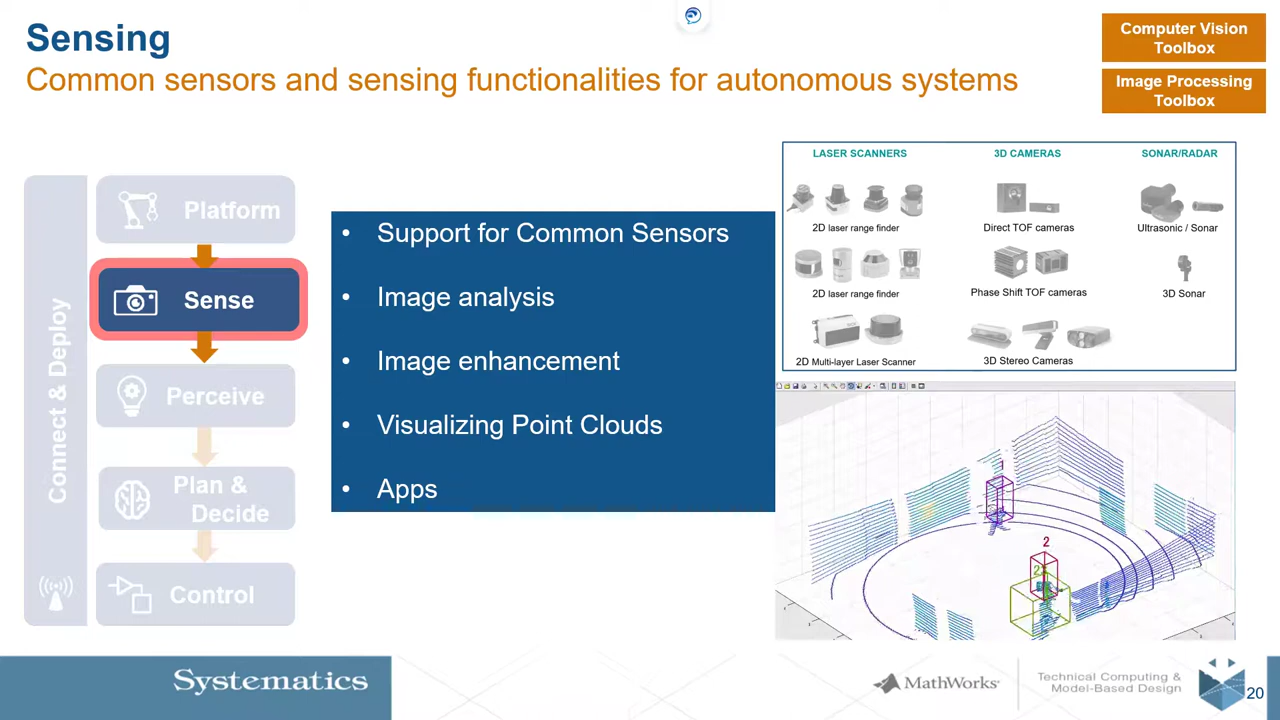 Sensing
Common sensors and sensing functionalities for autonomous systems
Computer Vision
Toolbox
Image Processing
Toolbox
Connect & Deploy
Platform
Sense
Perceive
Plan &
Decide
Control
• Support for Common Sensors
• Image analysis
• Image enhancement
• Visualizing Point Clouds
• Apps
LASER SCANNERS
3D CAMERAS
SONAR/RADAR
2D laser range finder
Direct TOF cameras
Ultrasonic / Sonar
2D laser range finder
Phase Shift TOF cameras
3D Sonar
2D Multi-layer Laser Scanner
3D Stereo Cameras
1
2
Systematics
MathWorks
Technical Computing &
Model-Based Design
20